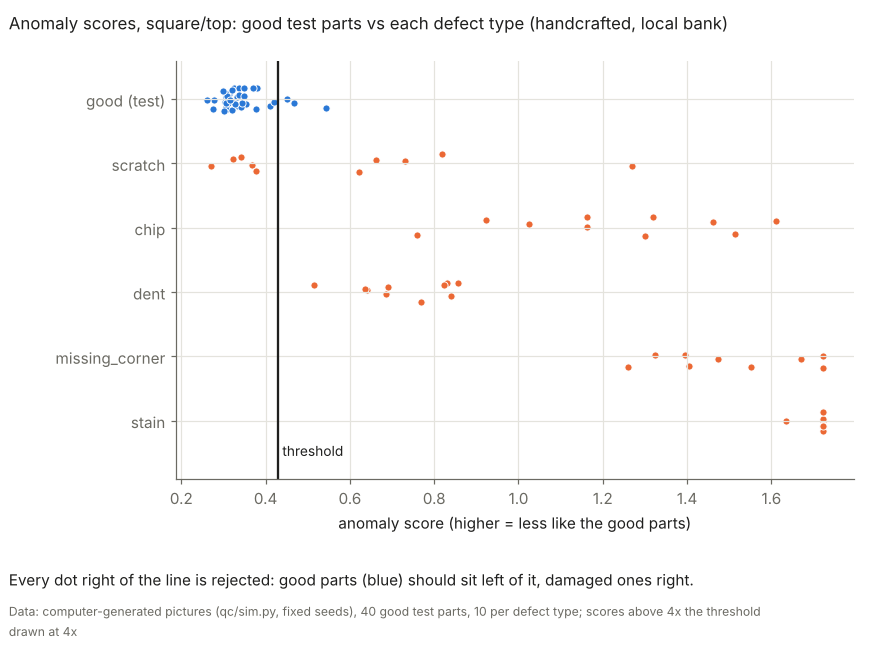 Anomaly scores, square/top: good test parts vs each defect type (handcrafted, local bank)
good (test)
scratch
chip
dent
missing_corner
stain
threshold
0.2 0.4 0.6 0.8 1.0 1.2 1.4 1.6
anomaly score (higher = less like the good parts)
Every dot right of the line is rejected: good parts (blue) should sit left of it, damaged ones right.
Data: computer-generated pictures (qc/sim.py, fixed seeds), 40 good test parts, 10 per defect type; scores above 4x the threshold
drawn at 4x